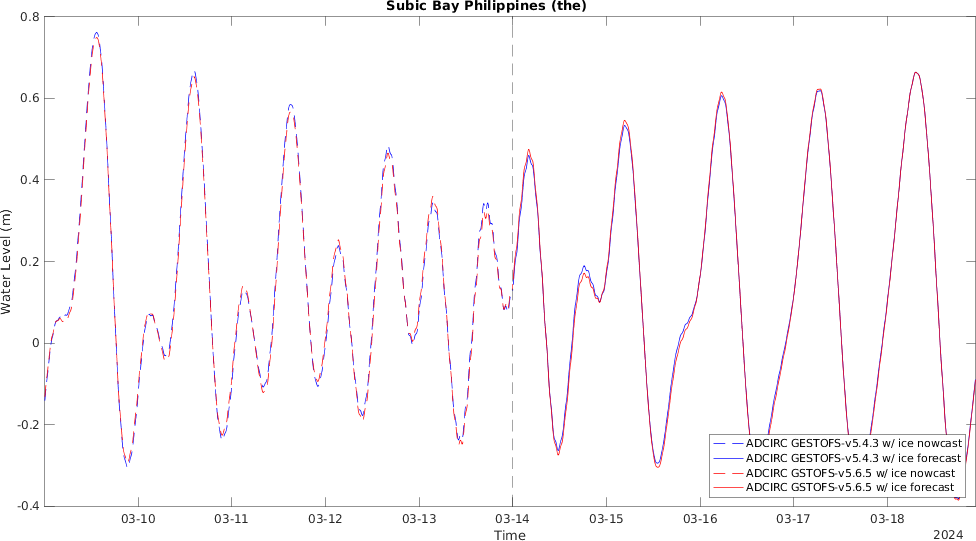 Subic Bay Philippines (the)
Water Level (m)
0.8
0.6
0.4
0.2
0
-0.2
-0.4
ADCIRC GESTOFS-v5.4.3 w/ ice nowcast
ADCIRC GESTOFS-v5.4.3 w/ ice forecast
ADCIRC GSTOFS-v5.6.5 w/ ice nowcast
ADCIRC GSTOFS-v5.6.5 w/ ice forecast
03-10 03-11 03-12 03-13 03-14 03-15 03-16 03-17 03-18
Time
2024